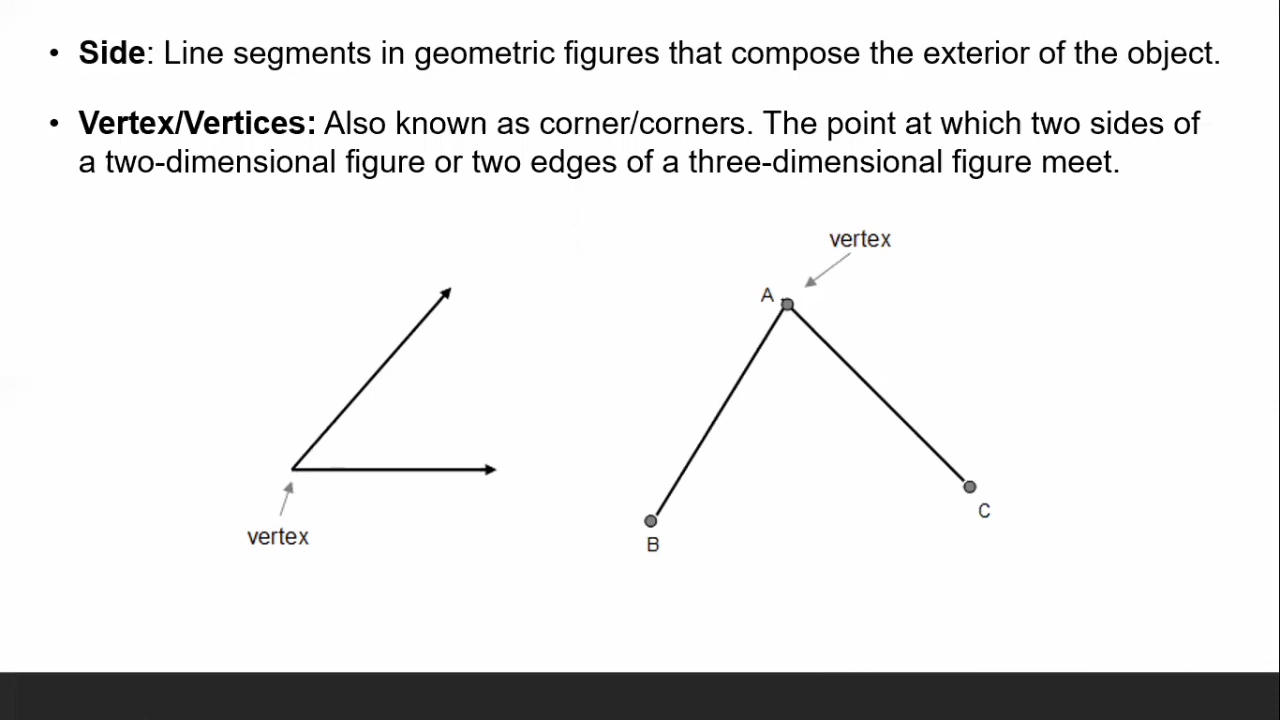 • Side: Line segments in geometric figures that compose the exterior of the object.
• Vertex/Vertices: Also known as corner/corners. The point at which two sides of
a two-dimensional figure or two edges of a three-dimensional figure meet.
vertex
A
C
vertex
B